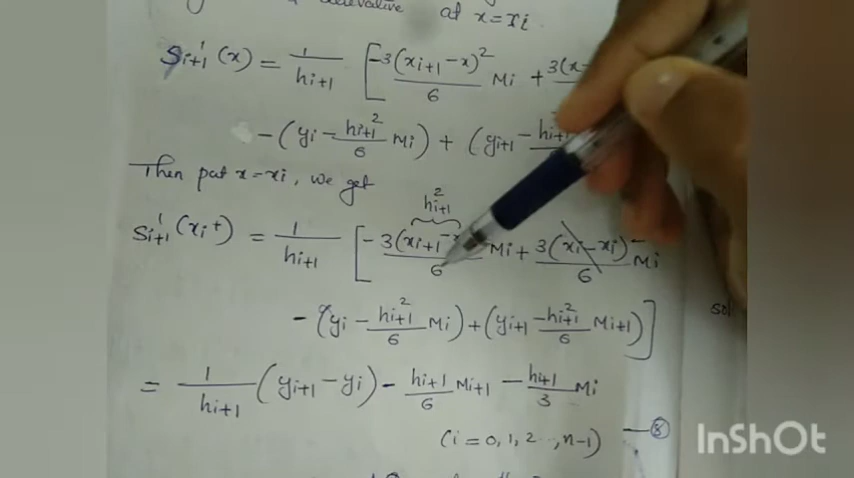 derivative at x=xi
Si+1'(x) = 1/hi+1 [-3(xi+1-x)²/6 Mi + 3(x-
-(yi - hi+1²/6 Mi) + (yi+1 - hi+1
Then put x=xi, we get
hi+1²
Si+1'(xi+) = 1/hi+1 [-3(xi+1-x /6 Mi + 3(xi-xi)/6 Mi
-(yi - hi+1²/6 Mi) + (yi+1 - hi+1²/6 Mi+1)]
sol
= 1/hi+1 (yi+1 - yi) - hi+1/6 Mi+1 - hi+1/3 Mi
(i=0,1,2..,n-1) —⑧
InShOt